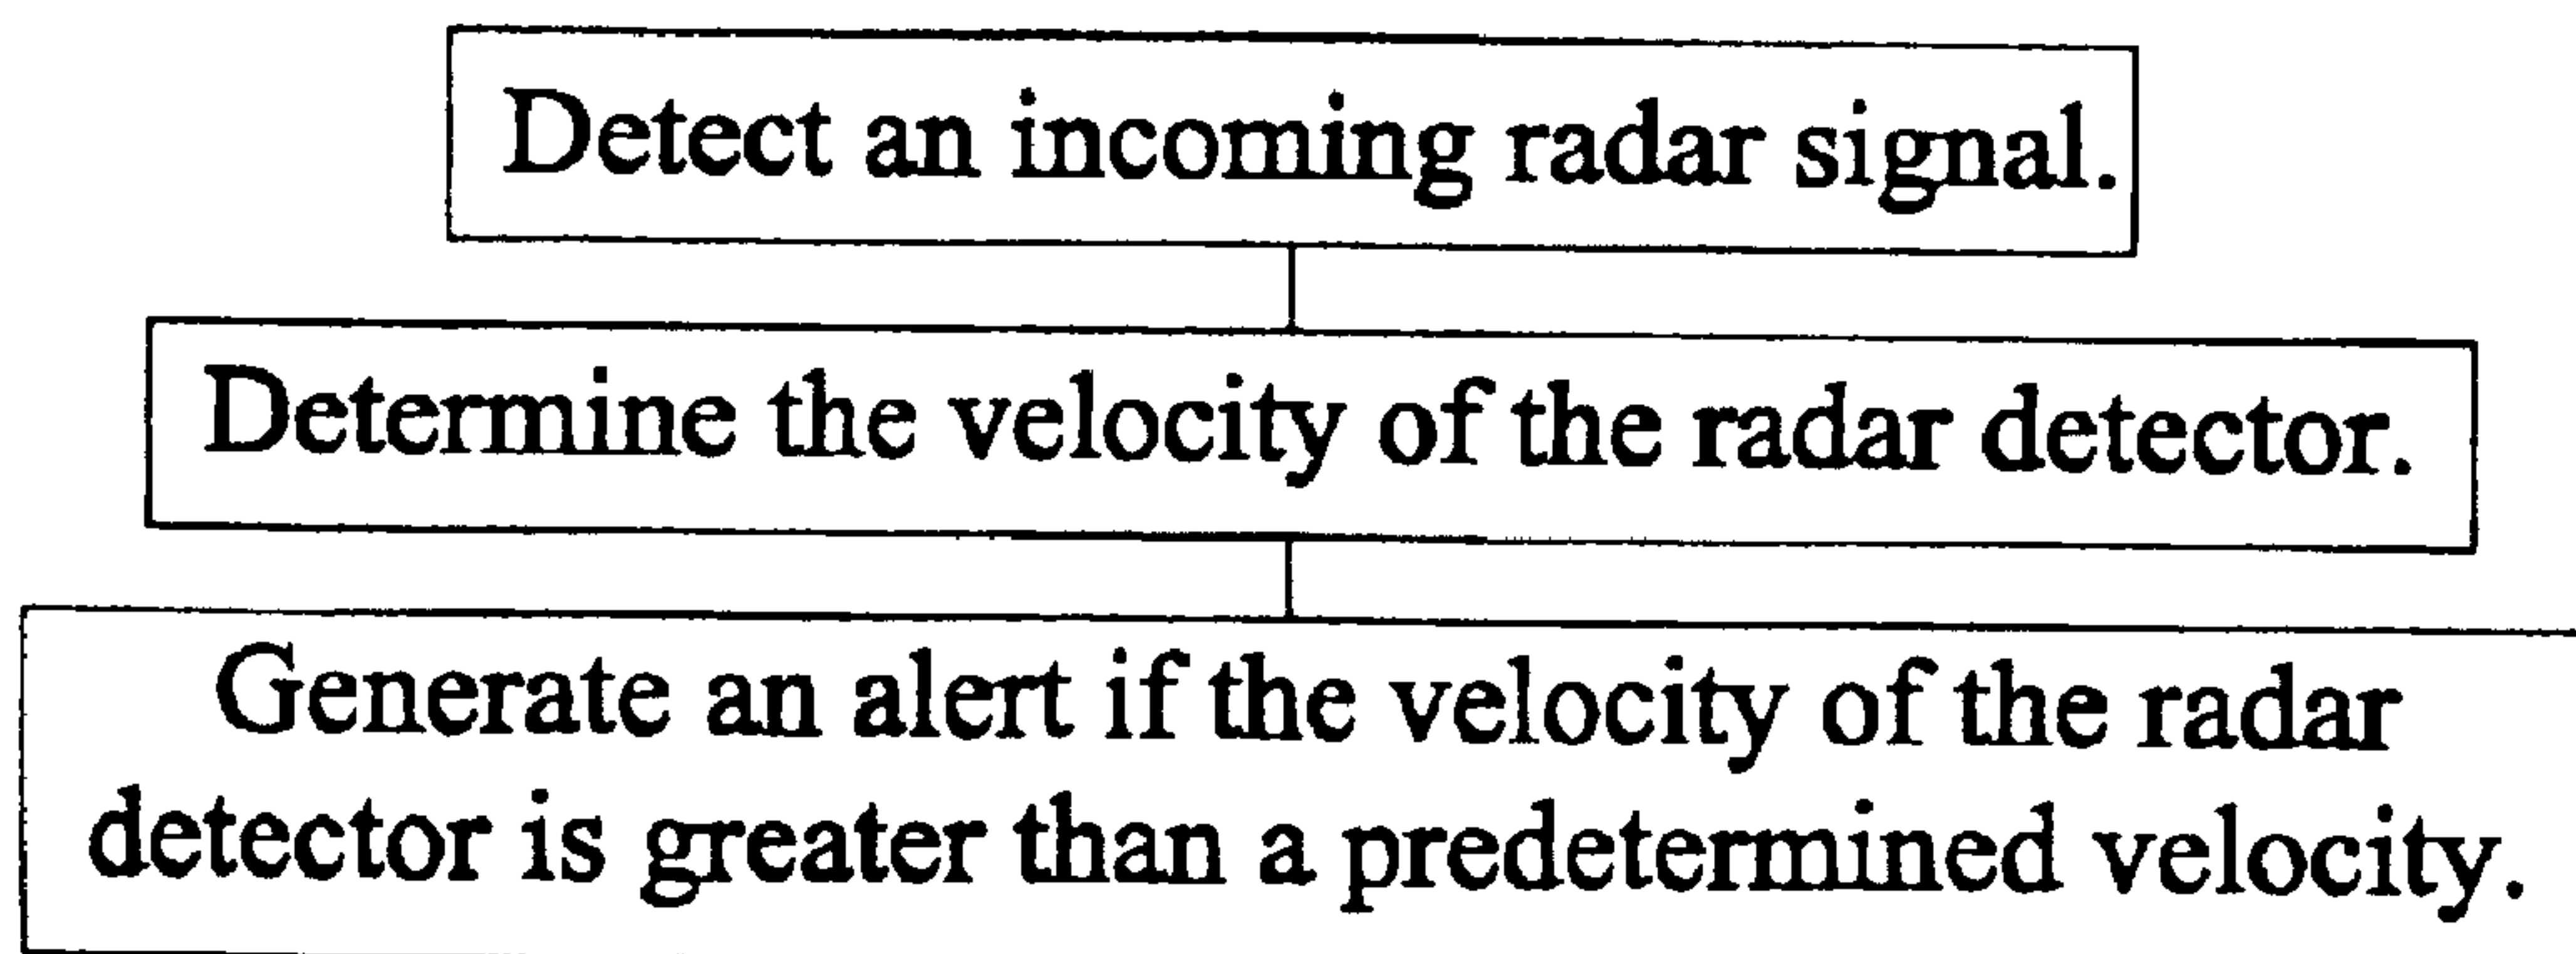 Detect an incoming radar signal.
Determine the velocity of the radar detector.
Generate an alert if the velocity of the radar
detector is greater than a predetermined velocity.